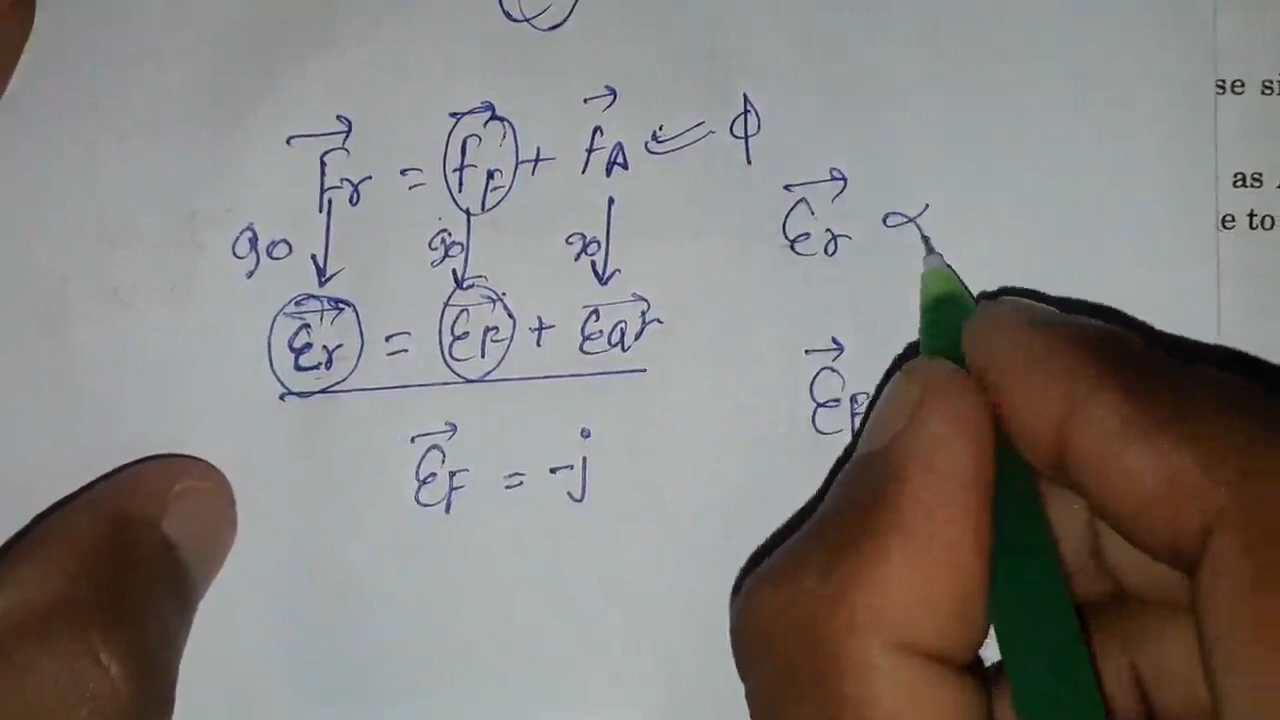 Fr = fF + fA ⇐ ϕ
90 90 90
Er = EF + Ear
EF = -j
Er ∝
EF
se si
as
e to